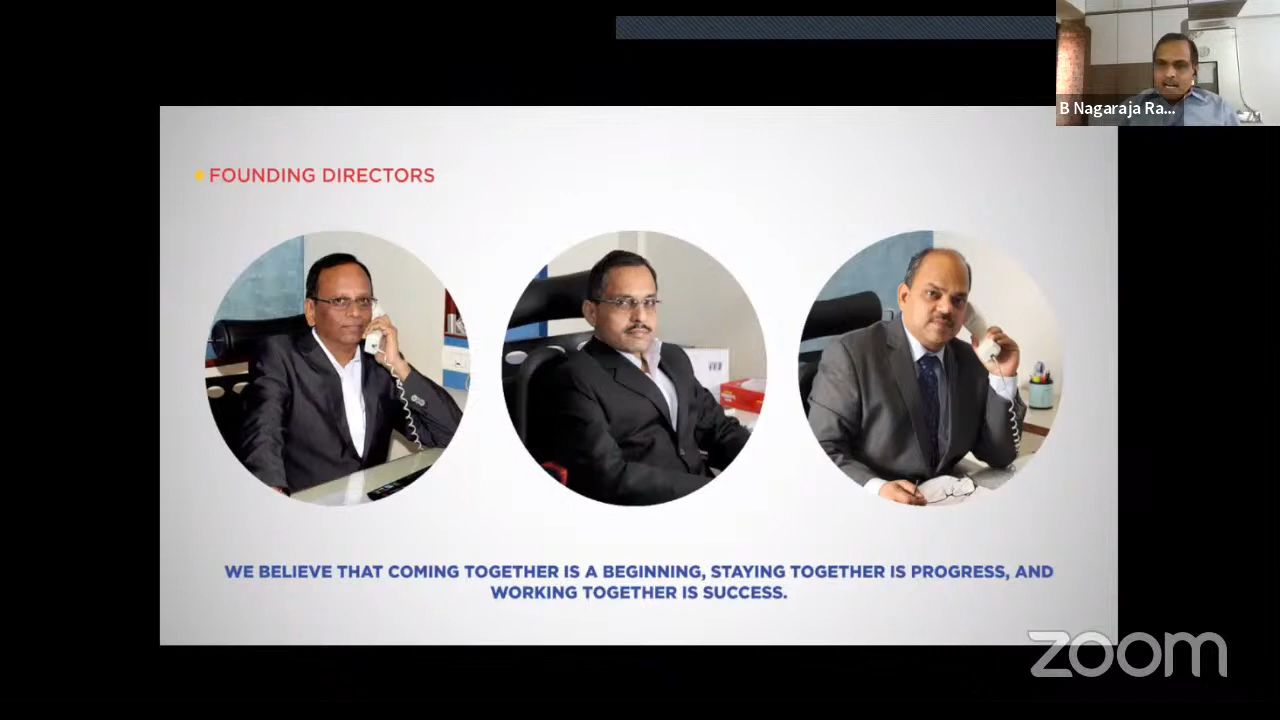 B Nagaraja Ra...
FOUNDING DIRECTORS
WE BELIEVE THAT COMING TOGETHER IS A BEGINNING, STAYING TOGETHER IS PROGRESS, AND
WORKING TOGETHER IS SUCCESS.
zoom